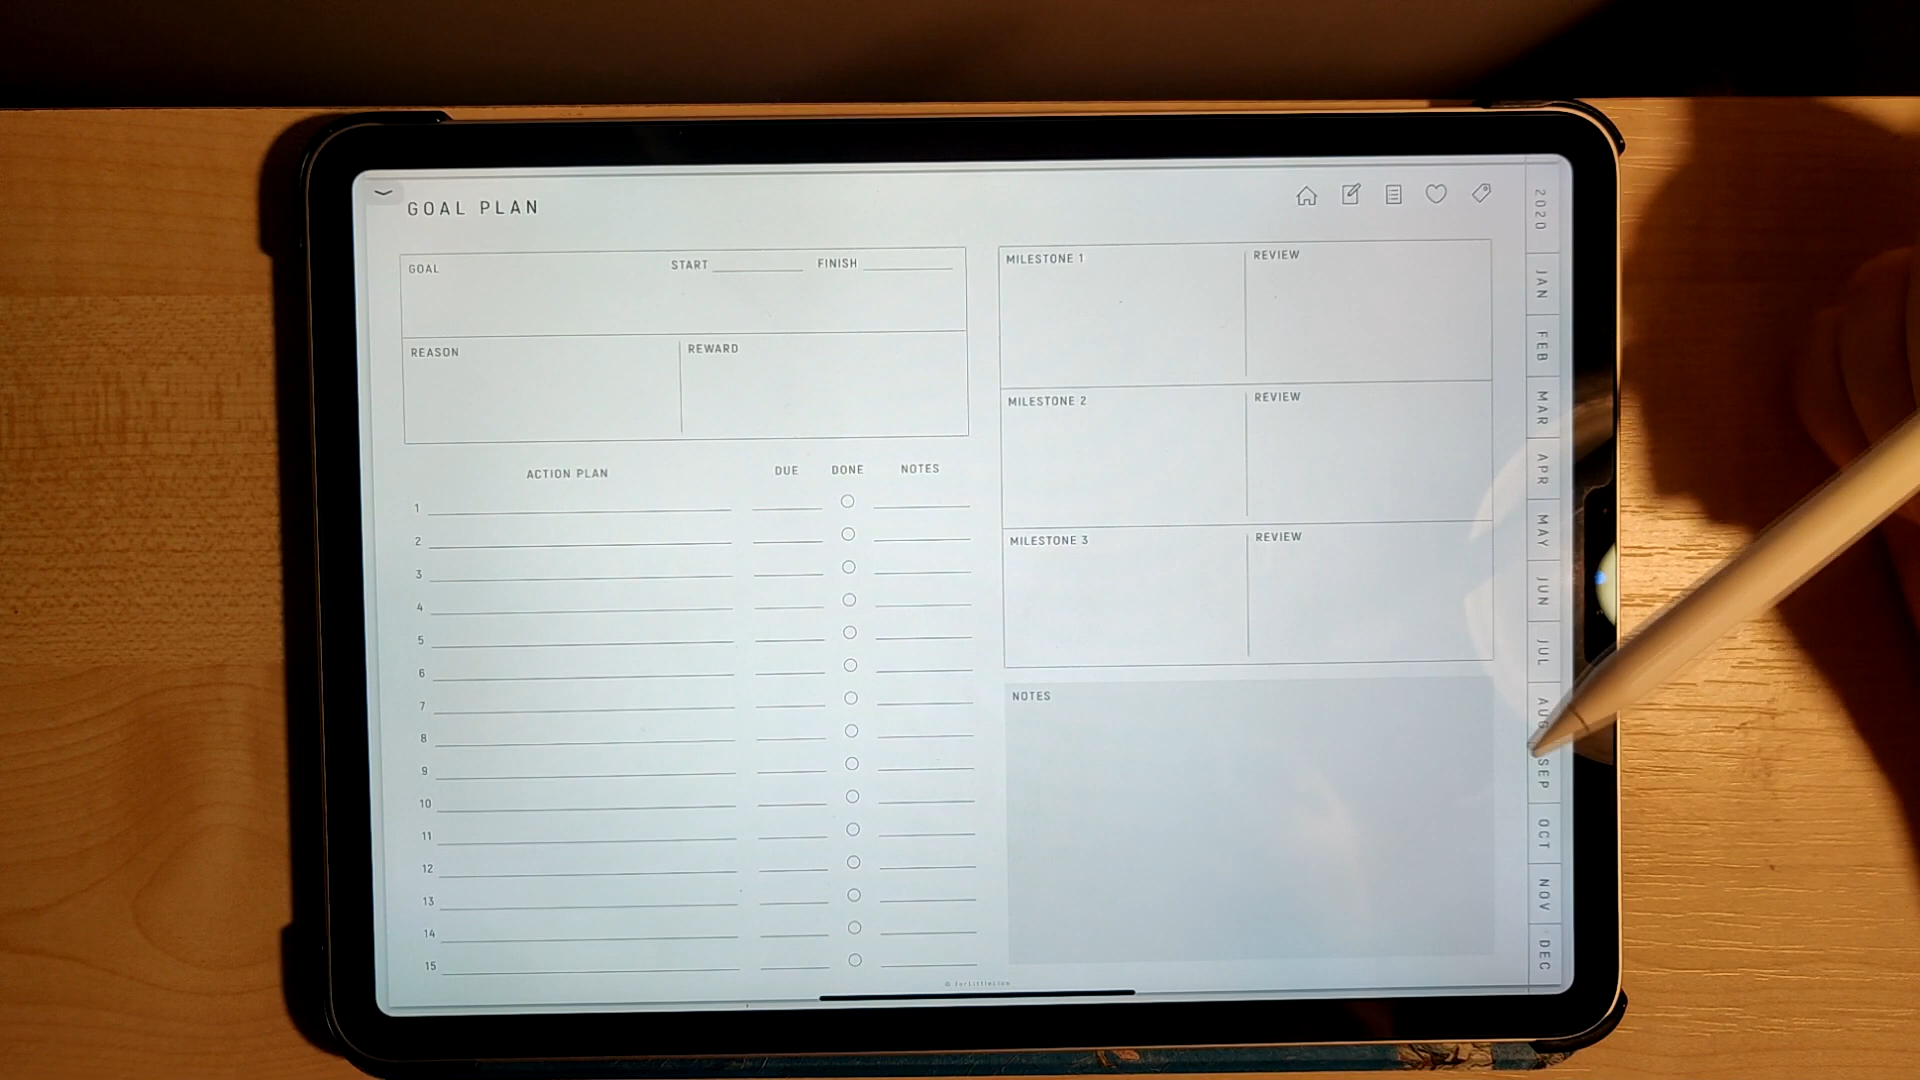 GOAL PLAN
GOAL START FINISH
REASON REWARD
ACTION PLAN DUE DONE NOTES
1
2
3
4
5
6
7
8
9
10
11
12
13
14
15
MILESTONE 1 REVIEW
MILESTONE 2 REVIEW
MILESTONE 3 REVIEW
NOTES
2020
JAN
FEB
MAR
APR
MAY
JUN
JUL
AUG
SEP
OCT
NOV
DEC